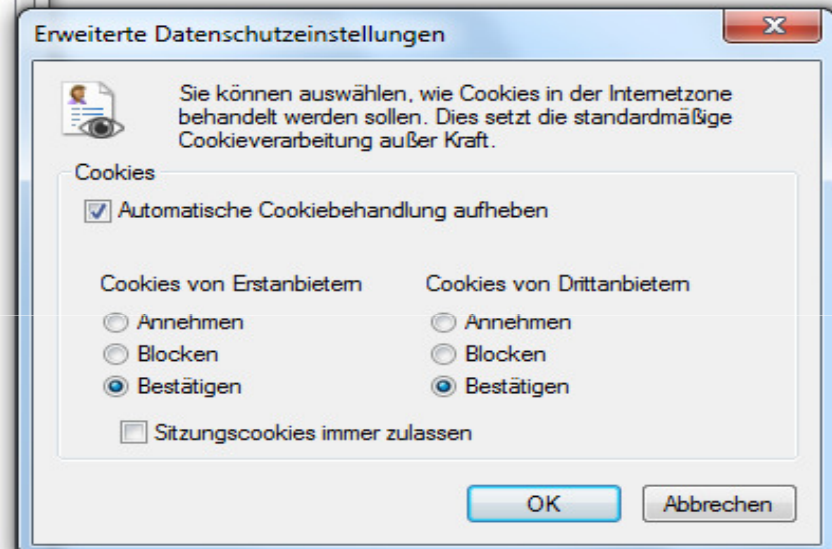 Erweiterte Datenschutzeinstellungen
Sie können auswählen, wie Cookies in der Internetzone
behandelt werden sollen. Dies setzt die standardmäßige
Cookieverarbeitung außer Kraft.
Cookies
Automatische Cookiebehandlung aufheben
Cookies von Erstanbietern Cookies von Drittanbietern
Annehmen Annehmen
Blocken Blocken
Bestätigen Bestätigen
Sitzungscookies immer zulassen
OK Abbrechen